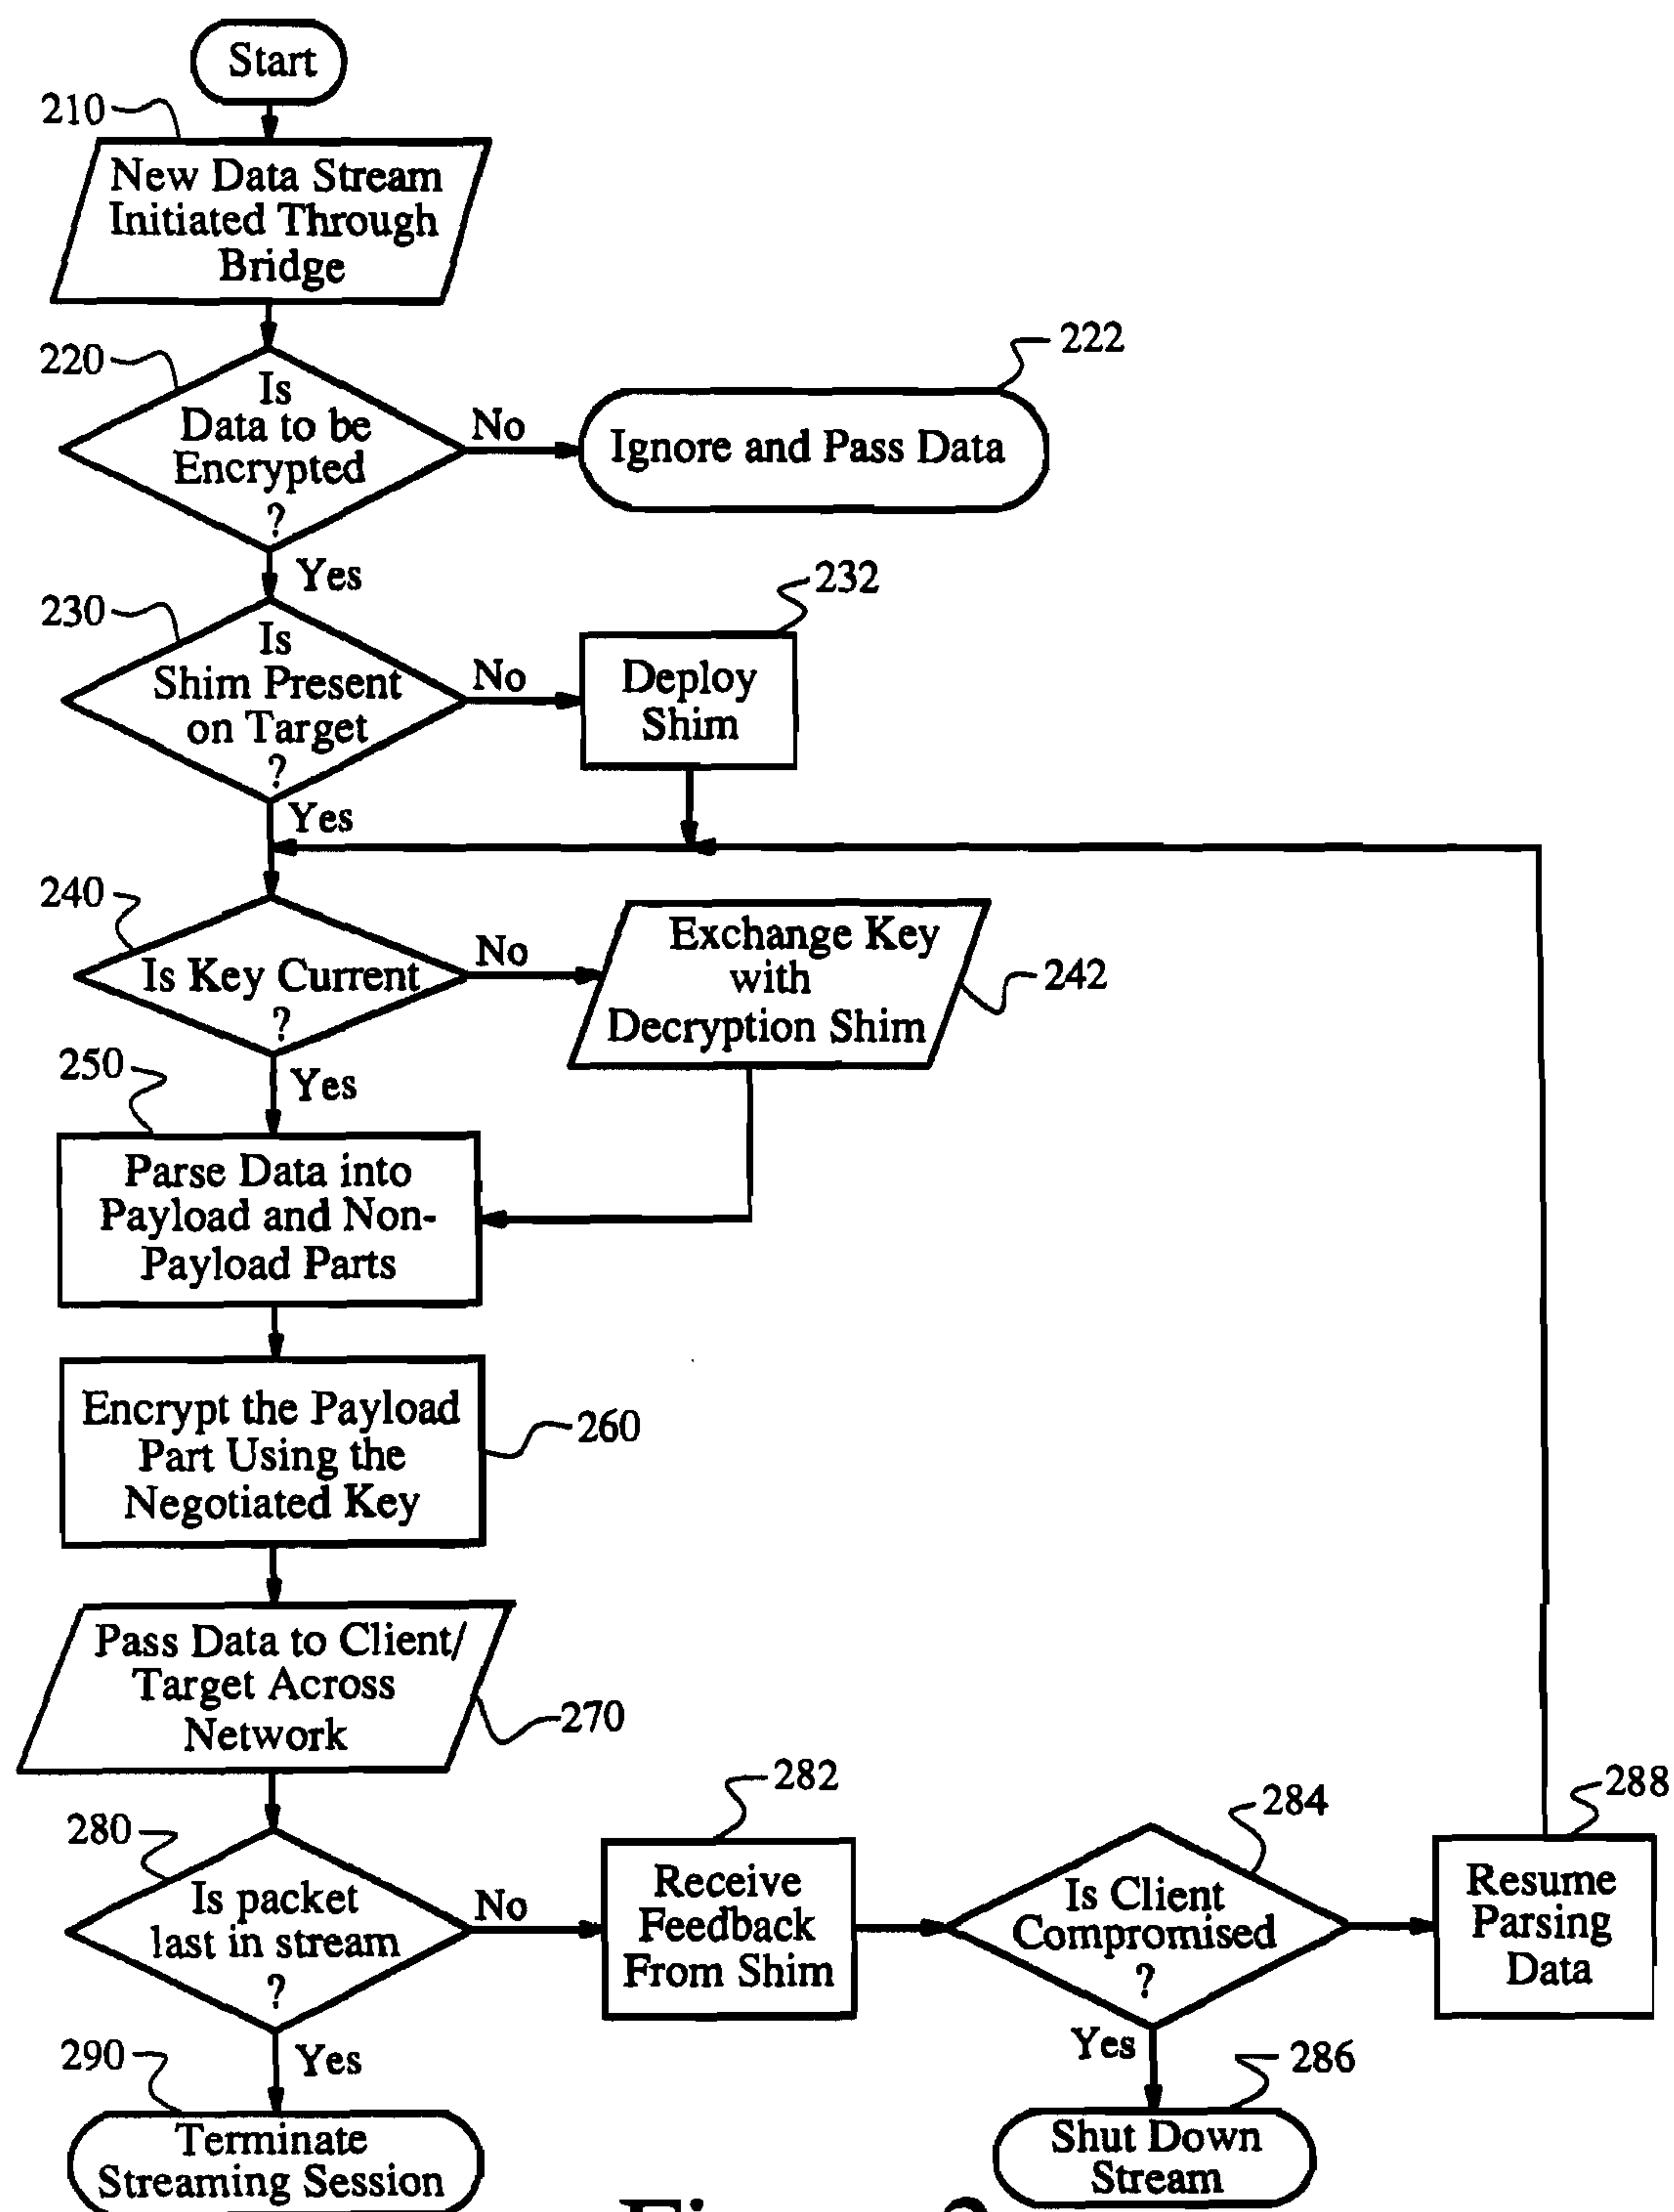 Start
210
New Data Stream
Initiated Through
Bridge
220
Is
Data to be
Encrypted
?
No
222
Ignore and Pass Data
Yes
230
Is
Shim Present
on Target
?
No
232
Deploy
Shim
Yes
240
Is Key Current
?
No
Exchange Key
with
Decryption Shim
242
Yes
250
Parse Data into
Payload and Non-
Payload Parts
Encrypt the Payload
Part Using the
Negotiated Key
260
Pass Data to Client/
Target Across
Network
270
280
Is packet
last in stream
?
No
282
Receive
Feedback
From Shim
284
Is Client
Compromised
?
288
Resume
Parsing
Data
Yes
290
Terminate
Streaming Session
Yes
286
Shut Down
Stream